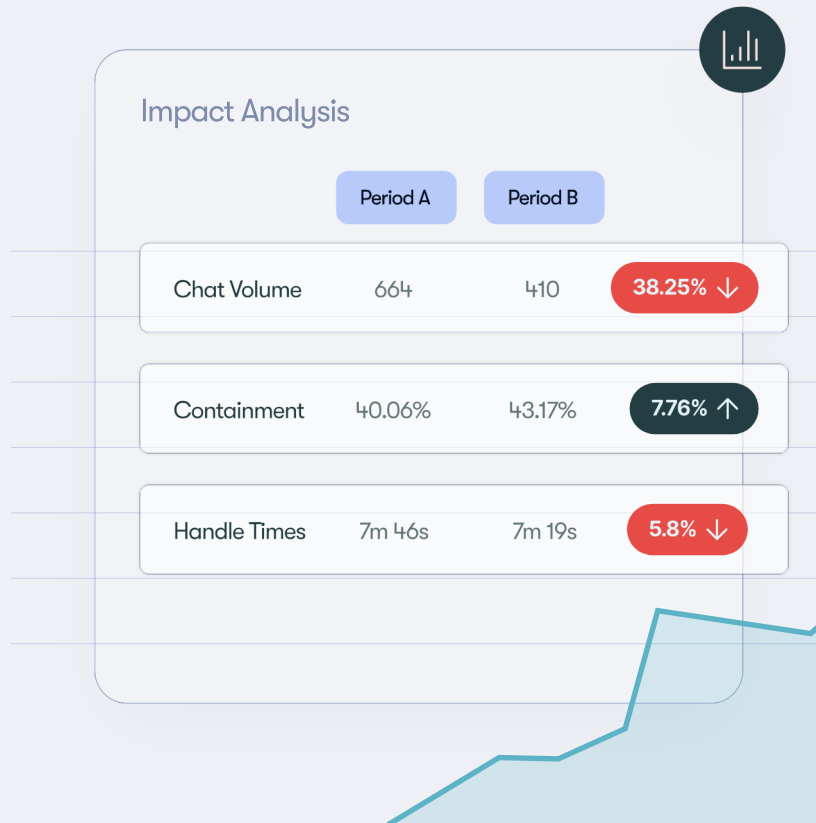 Impact Analysis
Period A Period B
Chat Volume 664 410 38.25% ↓
Containment 40.06% 43.17% 7.76% ↑
Handle Times 7m 46s 7m 19s 5.8% ↓